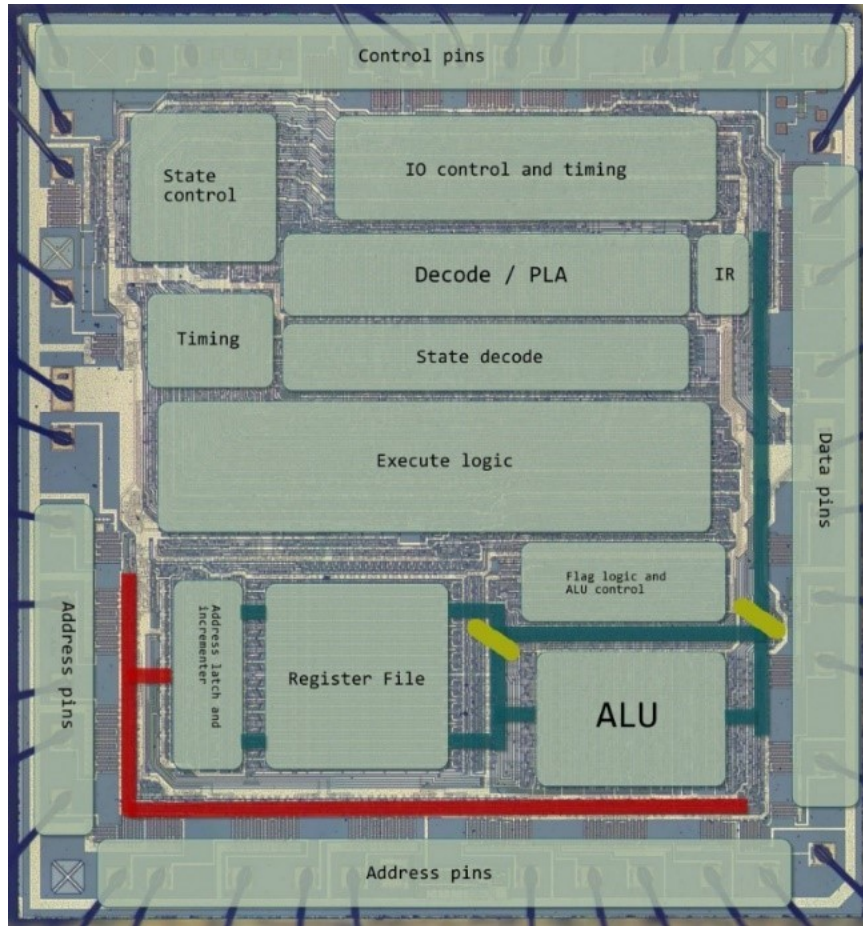 Control pins
State
control
IO control and timing
Decode / PLA
IR
Timing
State decode
Execute logic
Data pins
Flag logic and
ALU control
Address pins
Address latch and
incrementer
Register File
ALU
Address pins